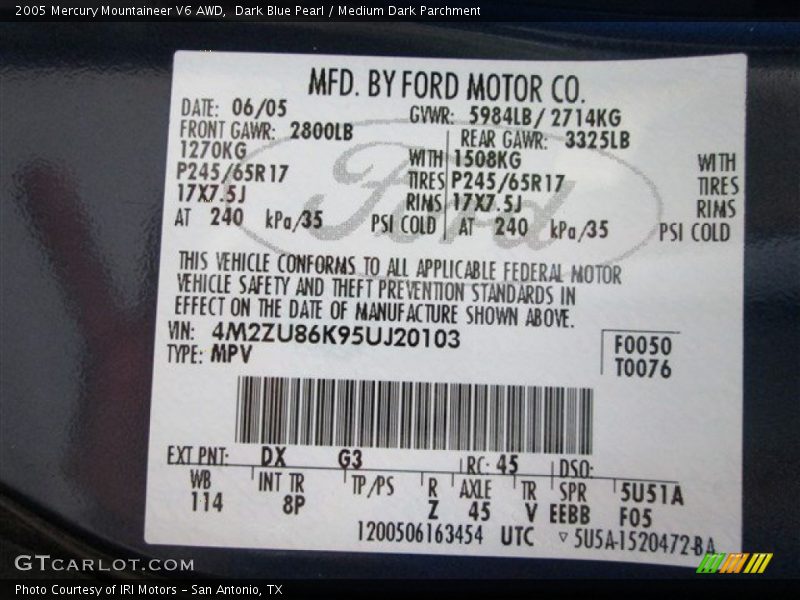 2005 Mercury Mountaineer V6 AWD,  Dark Blue Pearl / Medium Dark Parchment
MFD. BY FORD MOTOR CO.
DATE: 06/05 GVWR: 5984LB/ 2714KG
FRONT GAWR: 2800LB REAR GAWR: 3325LB
1270KG WITH 1508KG WITH
P245/65R17 TIRES P245/65R17 TIRES
17X7.5J RIMS 17X7.5J RIMS
AT 240 kPa/35 PSI COLD AT 240 kPa/35 PSI COLD
Ford
THIS VEHICLE CONFORMS TO ALL APPLICABLE FEDERAL MOTOR
VEHICLE SAFETY AND THEFT PREVENTION STANDARDS IN
EFFECT ON THE DATE OF MANUFACTURE SHOWN ABOVE.
VIN: 4M2ZU86K95UJ20103
TYPE: MPV
F0050
T0076
EXT PNT: DX G3 RC: 45 DSO:
WB INT TR TP/PS R AXLE TR SPR 5U51A
114 8P Z 45 V EEBB F05
1200506163454 UTC ▽ 5U5A-1520472-BA
GTCARLOT.COM
Photo Courtesy of IRI Motors – San Antonio, TX